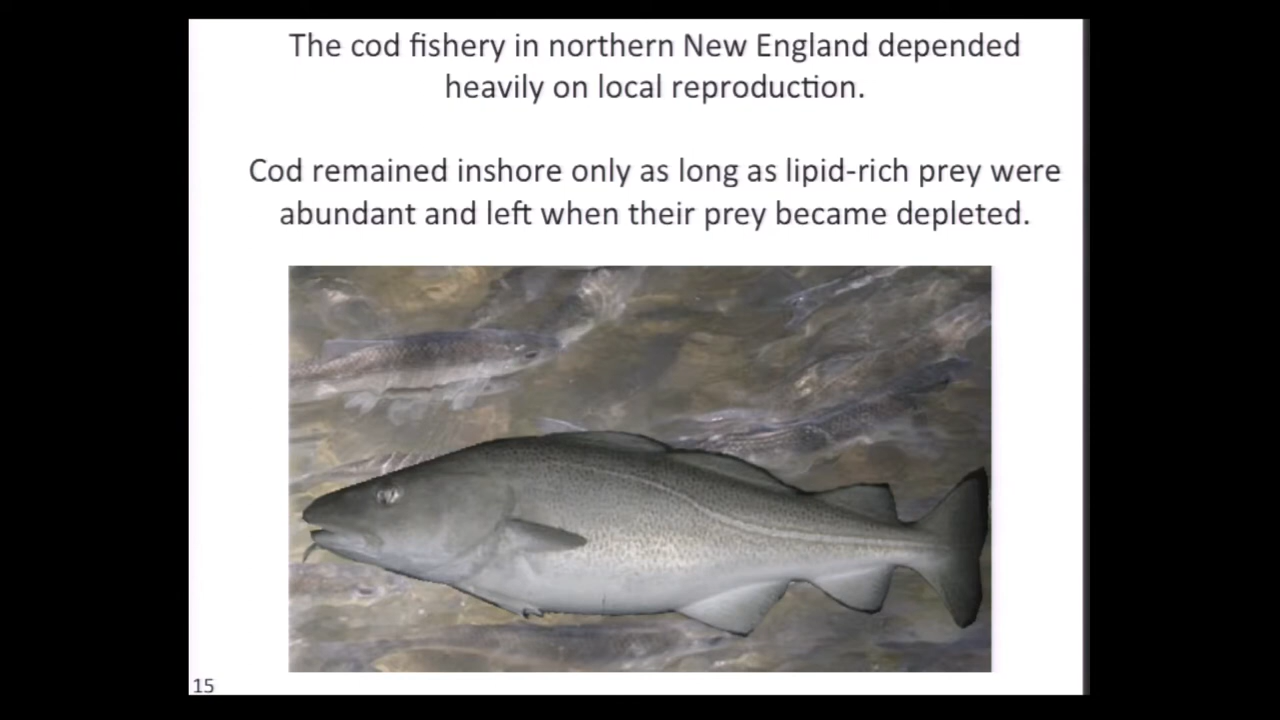 The cod fishery in northern New England depended
heavily on local reproduction.
Cod remained inshore only as long as lipid-rich prey were
abundant and left when their prey became depleted.
15